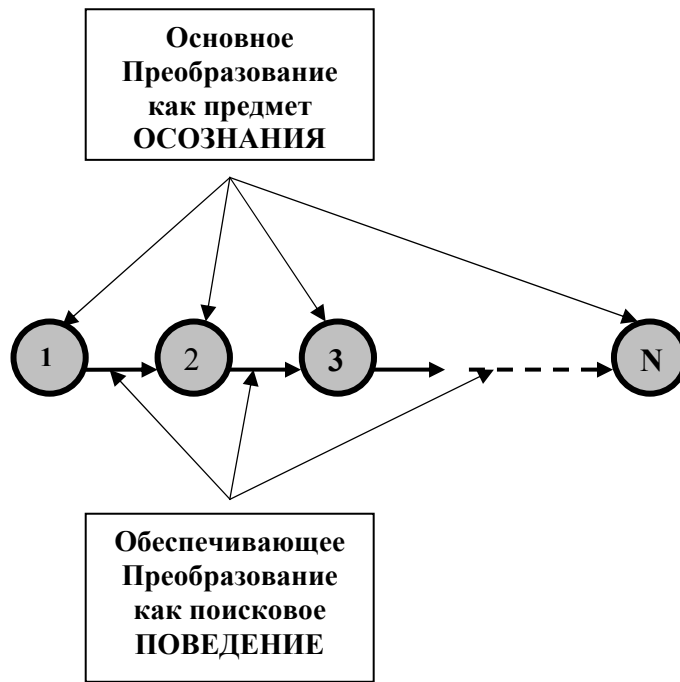 Основное
Преобразование
как предмет
ОСОЗНАНИЯ
1 2 3 N
Обеспечивающее
Преобразование
как поисковое
ПОВЕДЕНИЕ